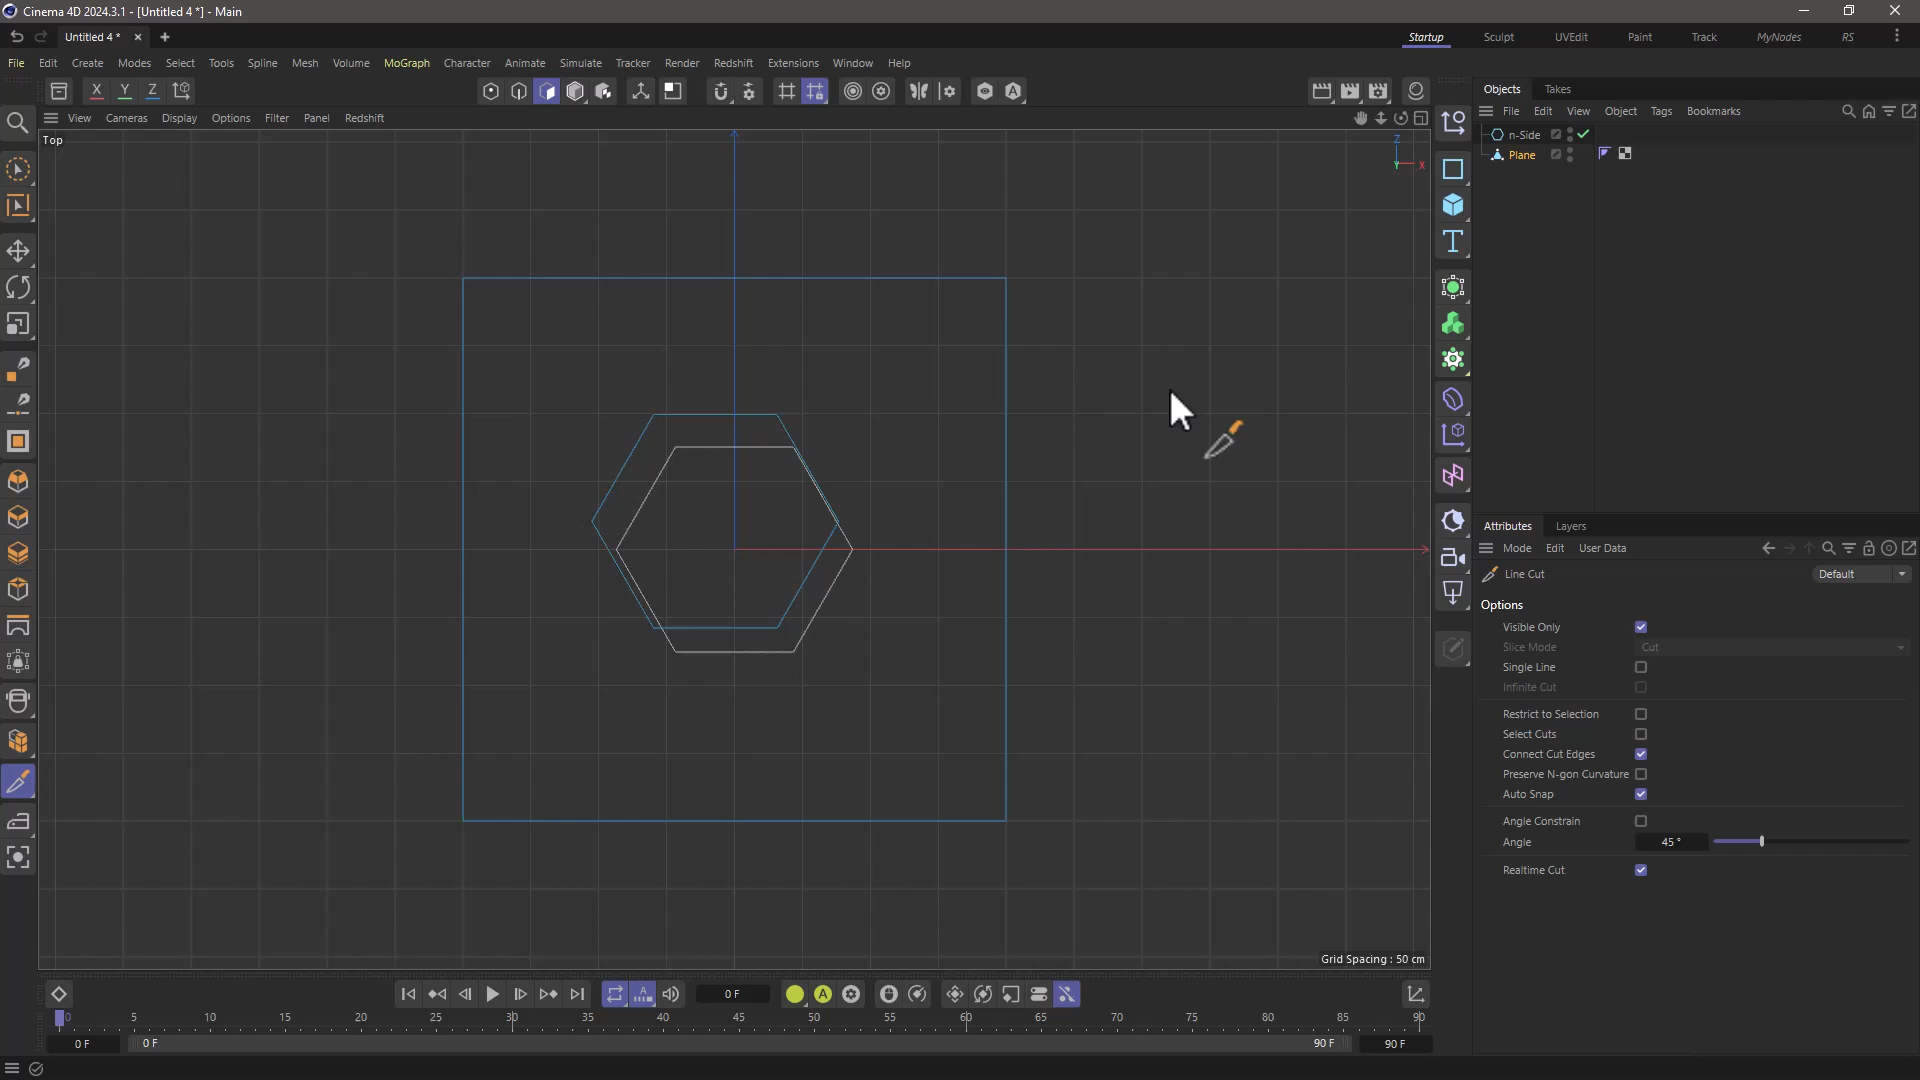 Cinema 4D 2024.3.1 - [Untitled 4 *] - Main
Untitled 4 *
Startup Sculpt UVEdit Paint Track MyNodes RS
File Edit Create Modes Select Tools Spline Mesh Volume MoGraph Character Animate Simulate Tracker Render Redshift Extensions Window Help
X Y Z
Objects Takes
View Cameras Display Options Filter Panel Redshift
File Edit View Object Tags Bookmarks
Top
n-Side
Plane
Z
Y X
Attributes Layers
Mode Edit User Data
Line Cut Default
Options
Visible Only
Slice Mode Cut
Single Line
Infinite Cut
Restrict to Selection
Select Cuts
Connect Cut Edges
Preserve N-gon Curvature
Auto Snap
Angle Constrain
Angle 45 °
Realtime Cut
Grid Spacing : 50 cm
0 F
0 5 10 15 20 25 30 35 40 45 50 55 60 65 70 75 80 85 90
0 F 0 F 90 F 90 F